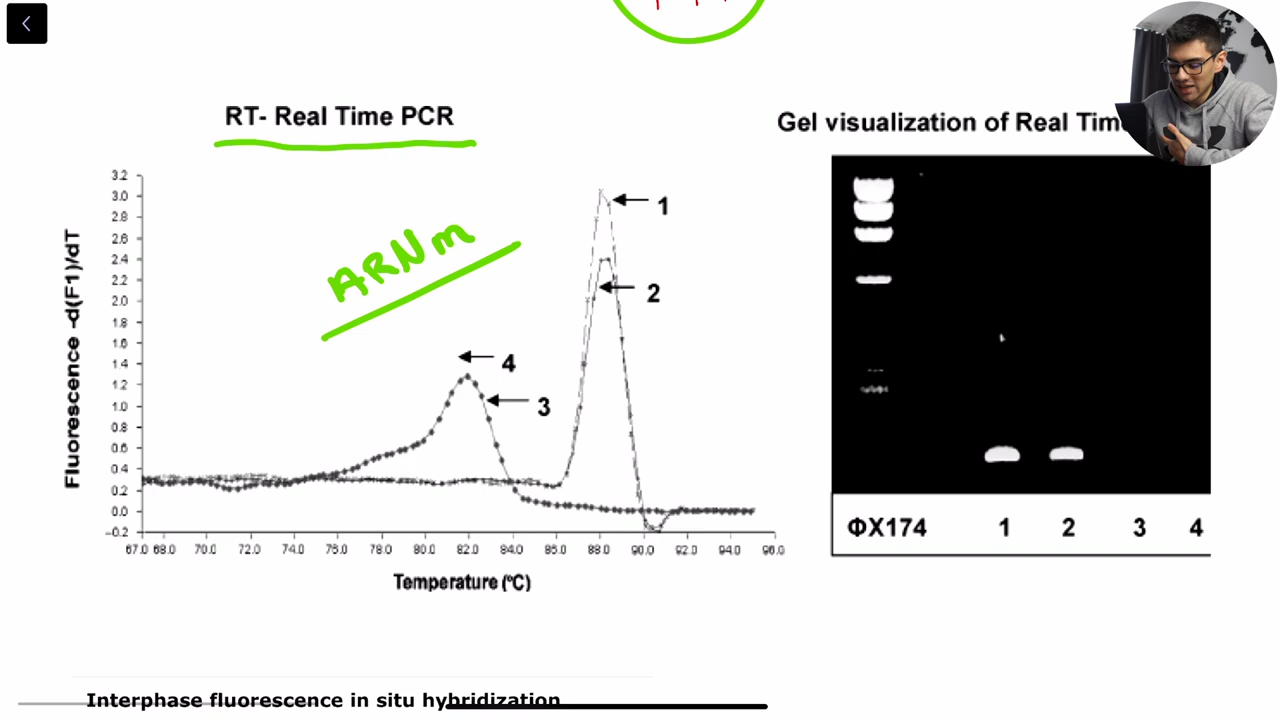 RT- Real Time PCR
Gel visualization of Real Time
3.2
3.0
2.8
2.6
2.4
2.2
2.0
1.8
1.6
1.4
1.2
1.0
0.8
0.6
0.4
0.2
0.0
-0.2
Fluorescence -d(F1)/dT
ARNm
1
2
4
3
67.0 68.0 70.0 72.0 74.0 76.0 78.0 80.0 82.0 84.0 86.0 88.0 90.0 92.0 94.0 96.0
Temperature (ºC)
ΦX174 1 2 3 4
Interphase fluorescence in situ hybridization